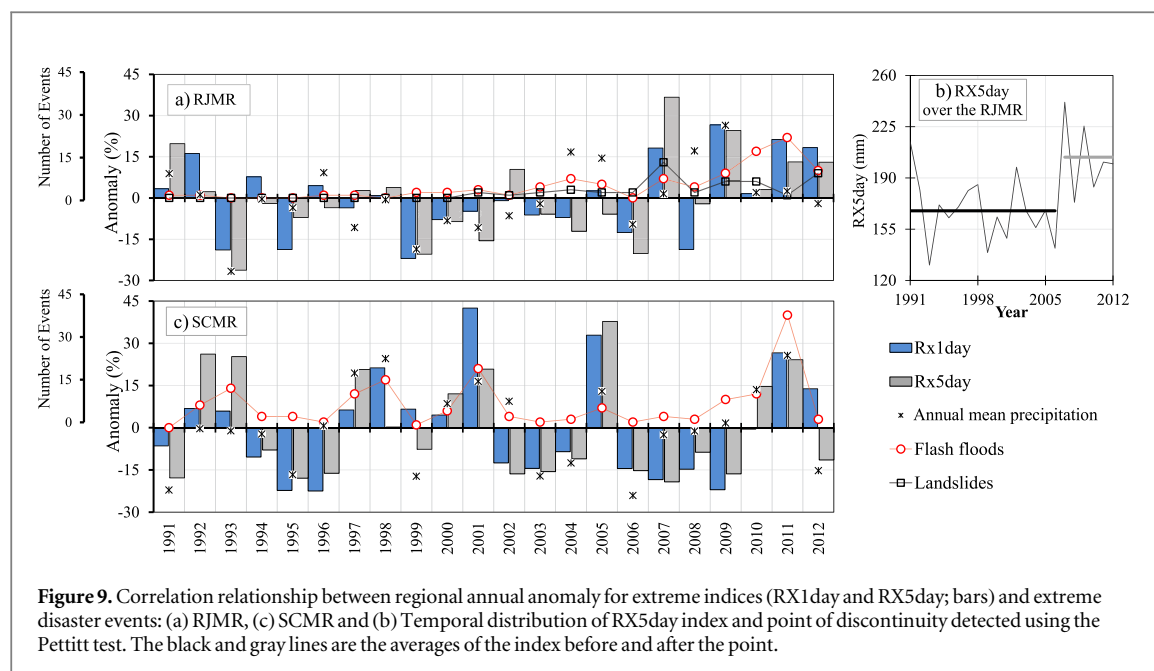 45
30
15
0
Number of Events
45
30
15
0
-15
-30
Anomaly (%)
a) RJMR
260
225
190
155
120
RX5day (mm)
b) RX5day
over the RJMR
1991
1998
2005
2012
Year
45
30
15
0
Number of Events
45
30
15
0
-15
-30
Anomaly (%)
c) SCMR
1991
1992
1993
1994
1995
1996
1997
1998
1999
2000
2001
2002
2003
2004
2005
2006
2007
2008
2009
2010
2011
2012
Rx1day
Rx5day
Annual mean precipitation
Flash floods
Landslides
Figure 9. Correlation relationship between regional annual anomaly for extreme indices (RX1day and RX5day; bars) and extreme
disaster events: (a) RJMR, (c) SCMR and (b) Temporal distribution of RX5day index and point of discontinuity detected using the
Pettitt test. The black and gray lines are the averages of the index before and after the point.